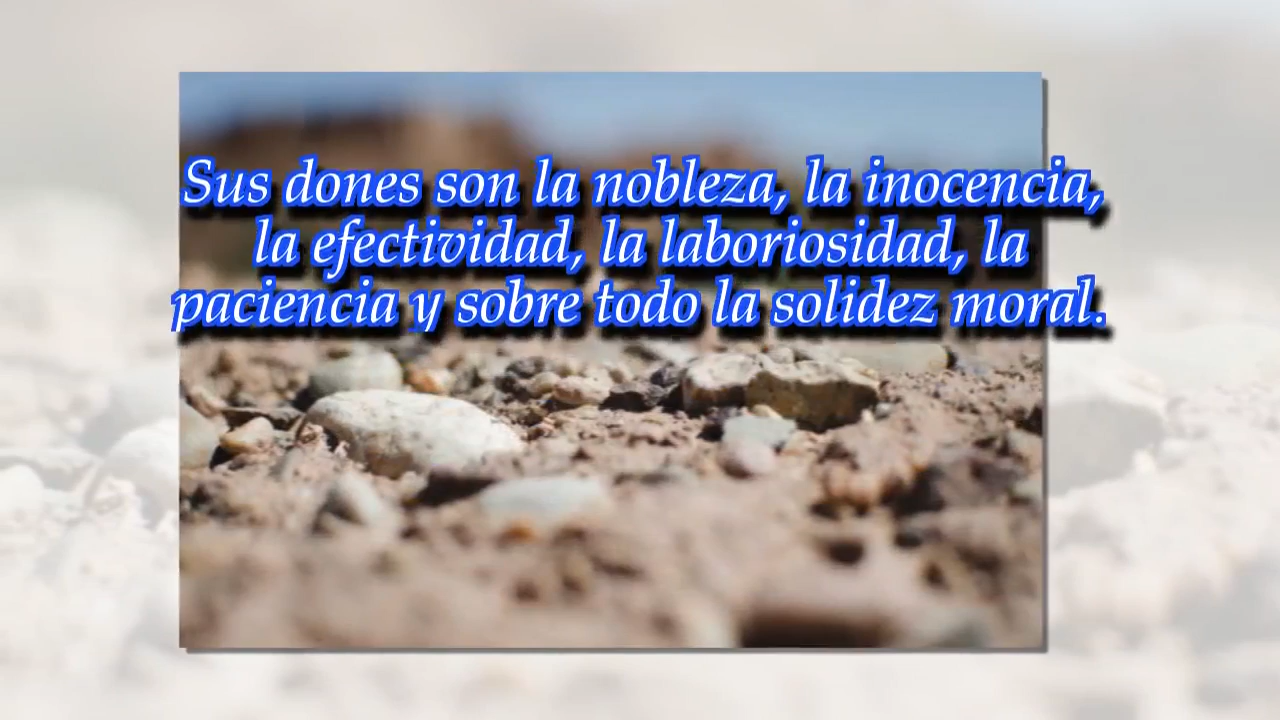 Sus dones son la nobleza, la inocencia,
la efectividad, la laboriosidad, la
paciencia y sobre todo la solidez moral.